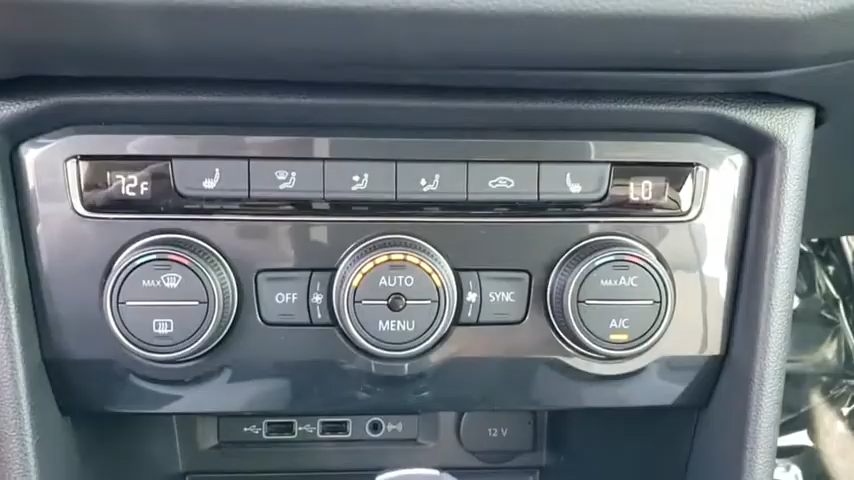 72F
LO
MAX
MAX A/C
OFF
AUTO
SYNC
MENU
A/C
12 V